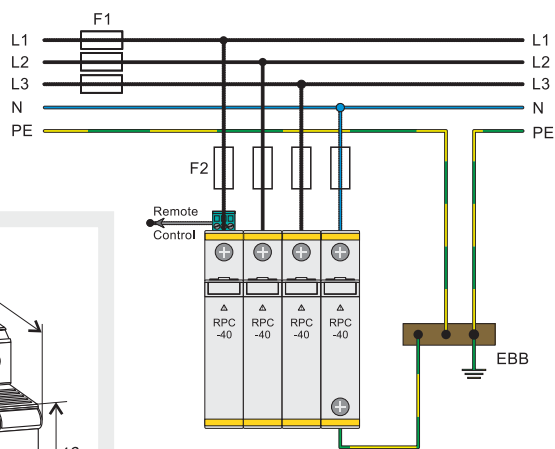 F1
L1 L1
L2 L2
L3 L3
N N
PE PE
F2
Remote
Control
RPC RPC RPC RPC
-40 -40 -40 -40
EBB